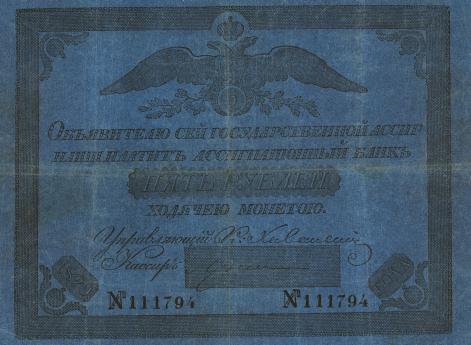 Объявителю сей государственной ассиг
націи платитъ ассигнаціонный банкъ
ПЯТЬ РУБЛЕЙ
ХОДЯЧЕЮ МОНЕТОЮ.
Управляющій
Кассиръ
№111794 №111794